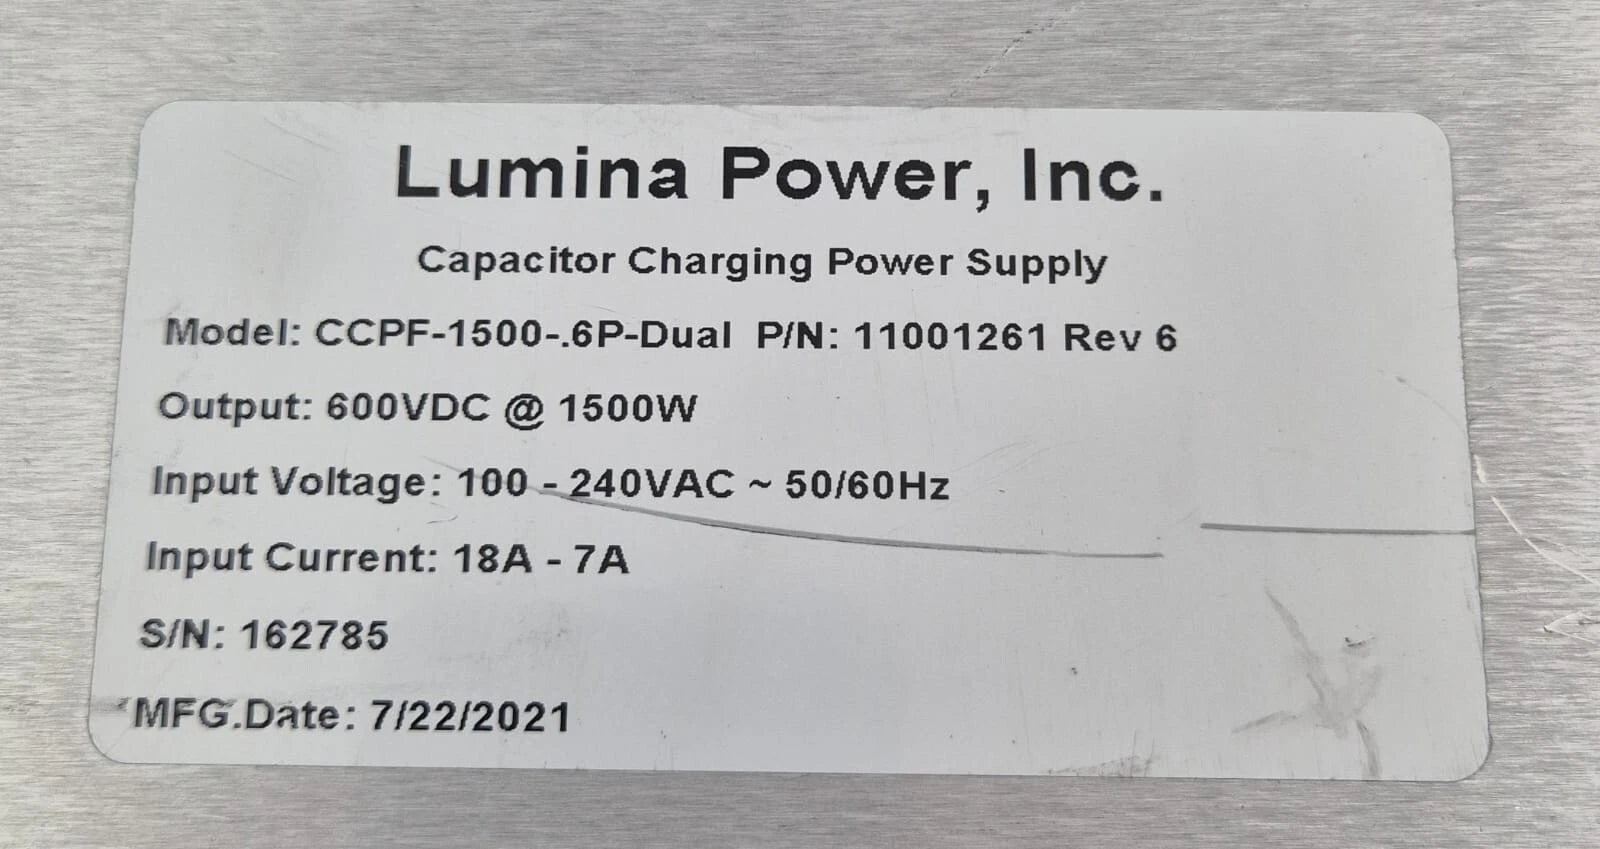 Lumina Power, Inc.
Capacitor Charging Power Supply
Model: CCPF-1500-.6P-Dual P/N: 11001261 Rev 6
Output: 600VDC @ 1500W
Input Voltage: 100 - 240VAC ~ 50/60Hz
Input Current: 18A - 7A
S/N: 162785
MFG.Date: 7/22/2021